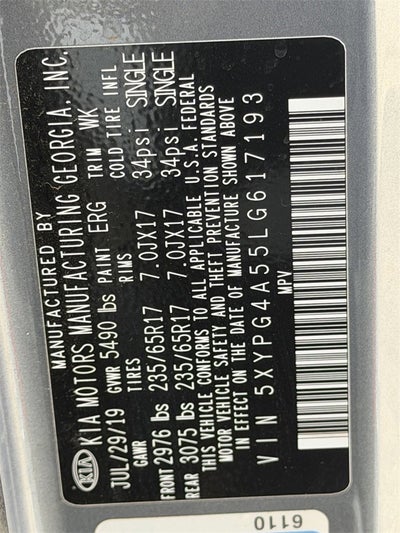 MANUFACTURED BY
KIA KIA MOTORS MANUFACTURING GEORGIA, INC.
JUL/29/19 PAINT ERG TRIM WK
GVWR 5490 lbs
GAWR TIRES RIMS COLD TIRE INFL
FRONT 2976 lbs 235/65R17 7.0JX17 34psi SINGLE
REAR 3075 lbs 235/65R17 7.0JX17 34psi SINGLE
THIS VEHICLE CONFORMS TO ALL APPLICABLE U.S.A. FEDERAL
MOTOR VEHICLE SAFETY AND THEFT PREVENTION STANDARDS
IN EFFECT ON THE DATE OF MANUFACTURE SHOWN ABOVE
VIN 5XYPG4A55LG617193
MPV
6110